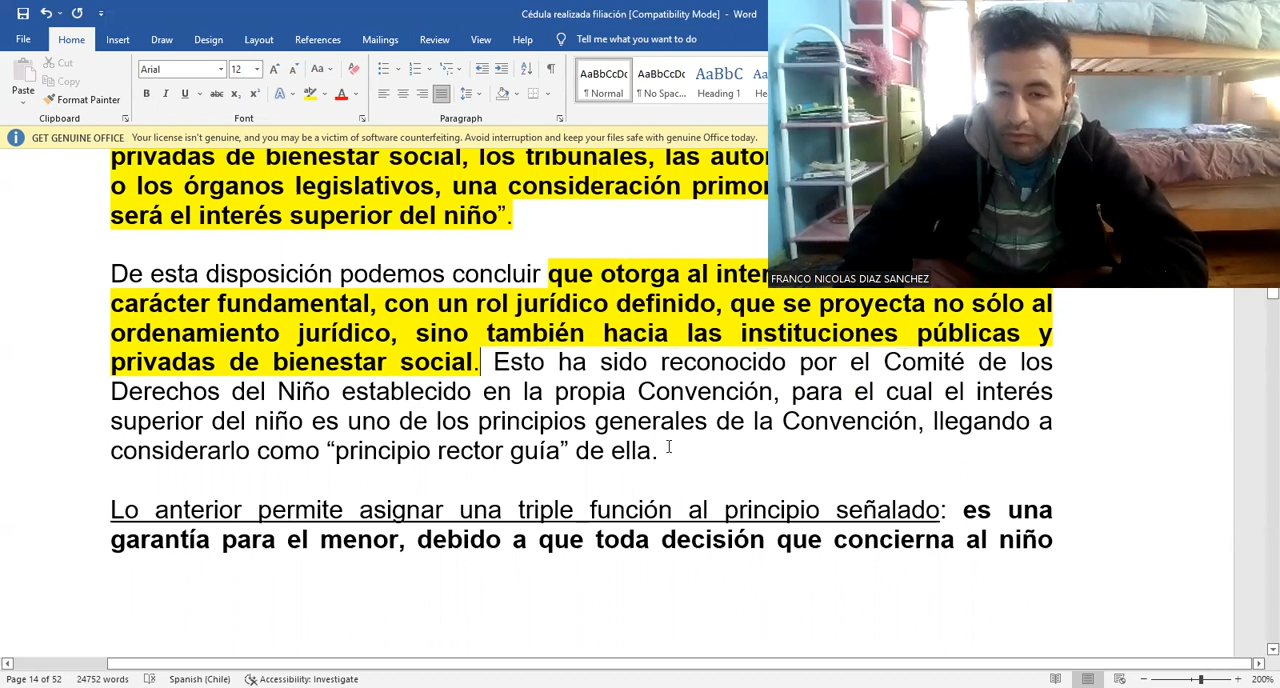 Cédula realizada filiación [Compatibility Mode] - Word
File Home Insert Draw Design Layout References Mailings Review View Help Tell me what you want to do
Paste Cut Copy Format Painter
Arial 12
AaBbCcDc AaBbCcDc AaBbC Aa
¶ Normal ¶ No Spac... Heading 1
Clipboard Font Paragraph
GET GENUINE OFFICE Your license isn't genuine, and you may be a victim of software counterfeiting. Avoid interruption and keep your files safe with genuine Office today.
privadas de bienestar social, los tribunales, las auto
o los órganos legislativos, una consideración primor
será el interés superior del niño”.
De esta disposición podemos concluir que otorga al inter
carácter fundamental, con un rol jurídico definido, que se proyecta no sólo al
ordenamiento jurídico, sino también hacia las instituciones públicas y
privadas de bienestar social. Esto ha sido reconocido por el Comité de los
Derechos del Niño establecido en la propia Convención, para el cual el interés
superior del niño es uno de los principios generales de la Convención, llegando a
considerarlo como “principio rector guía” de ella.
Lo anterior permite asignar una triple función al principio señalado: es una
garantía para el menor, debido a que toda decisión que concierna al niño
FRANCO NICOLAS DIAZ SANCHEZ
Page 14 of 52 24752 words Spanish (Chile) Accessibility: Investigate 200%